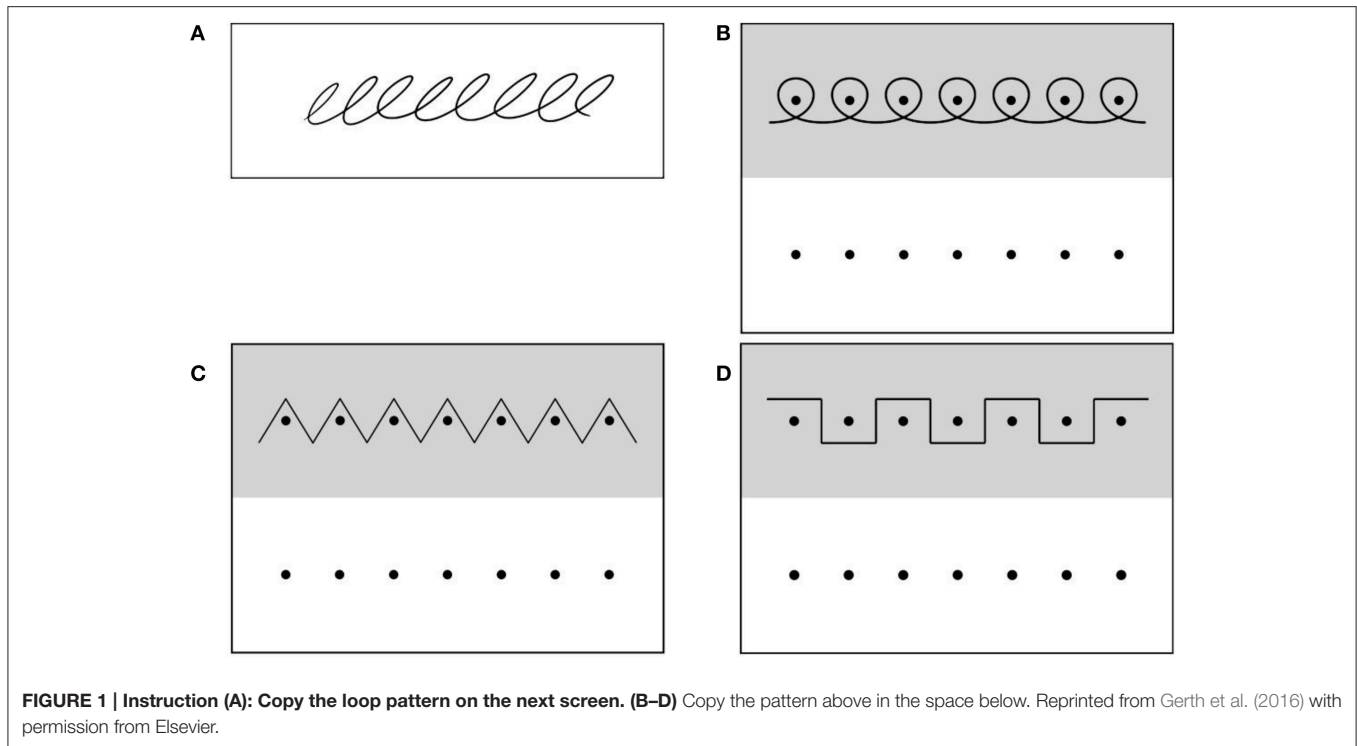 A
B
C
D
FIGURE 1 | Instruction (A): Copy the loop pattern on the next screen. (B–D) Copy the pattern above in the space below. Reprinted from Gerth et al. (2016) with
permission from Elsevier.